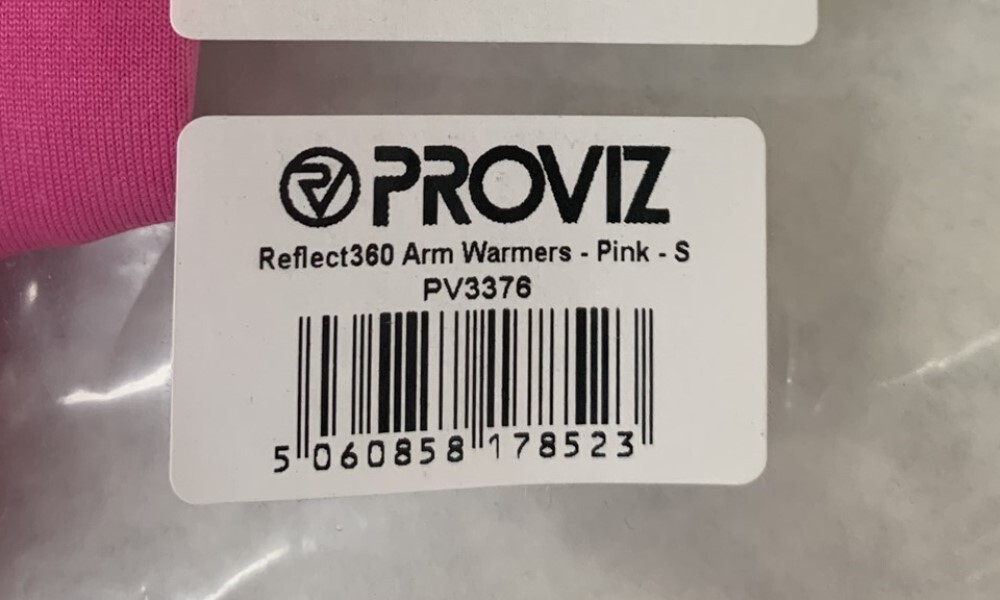 PROVIZ
Reflect360 Arm Warmers - Pink - S
PV3376
5 060858 178523